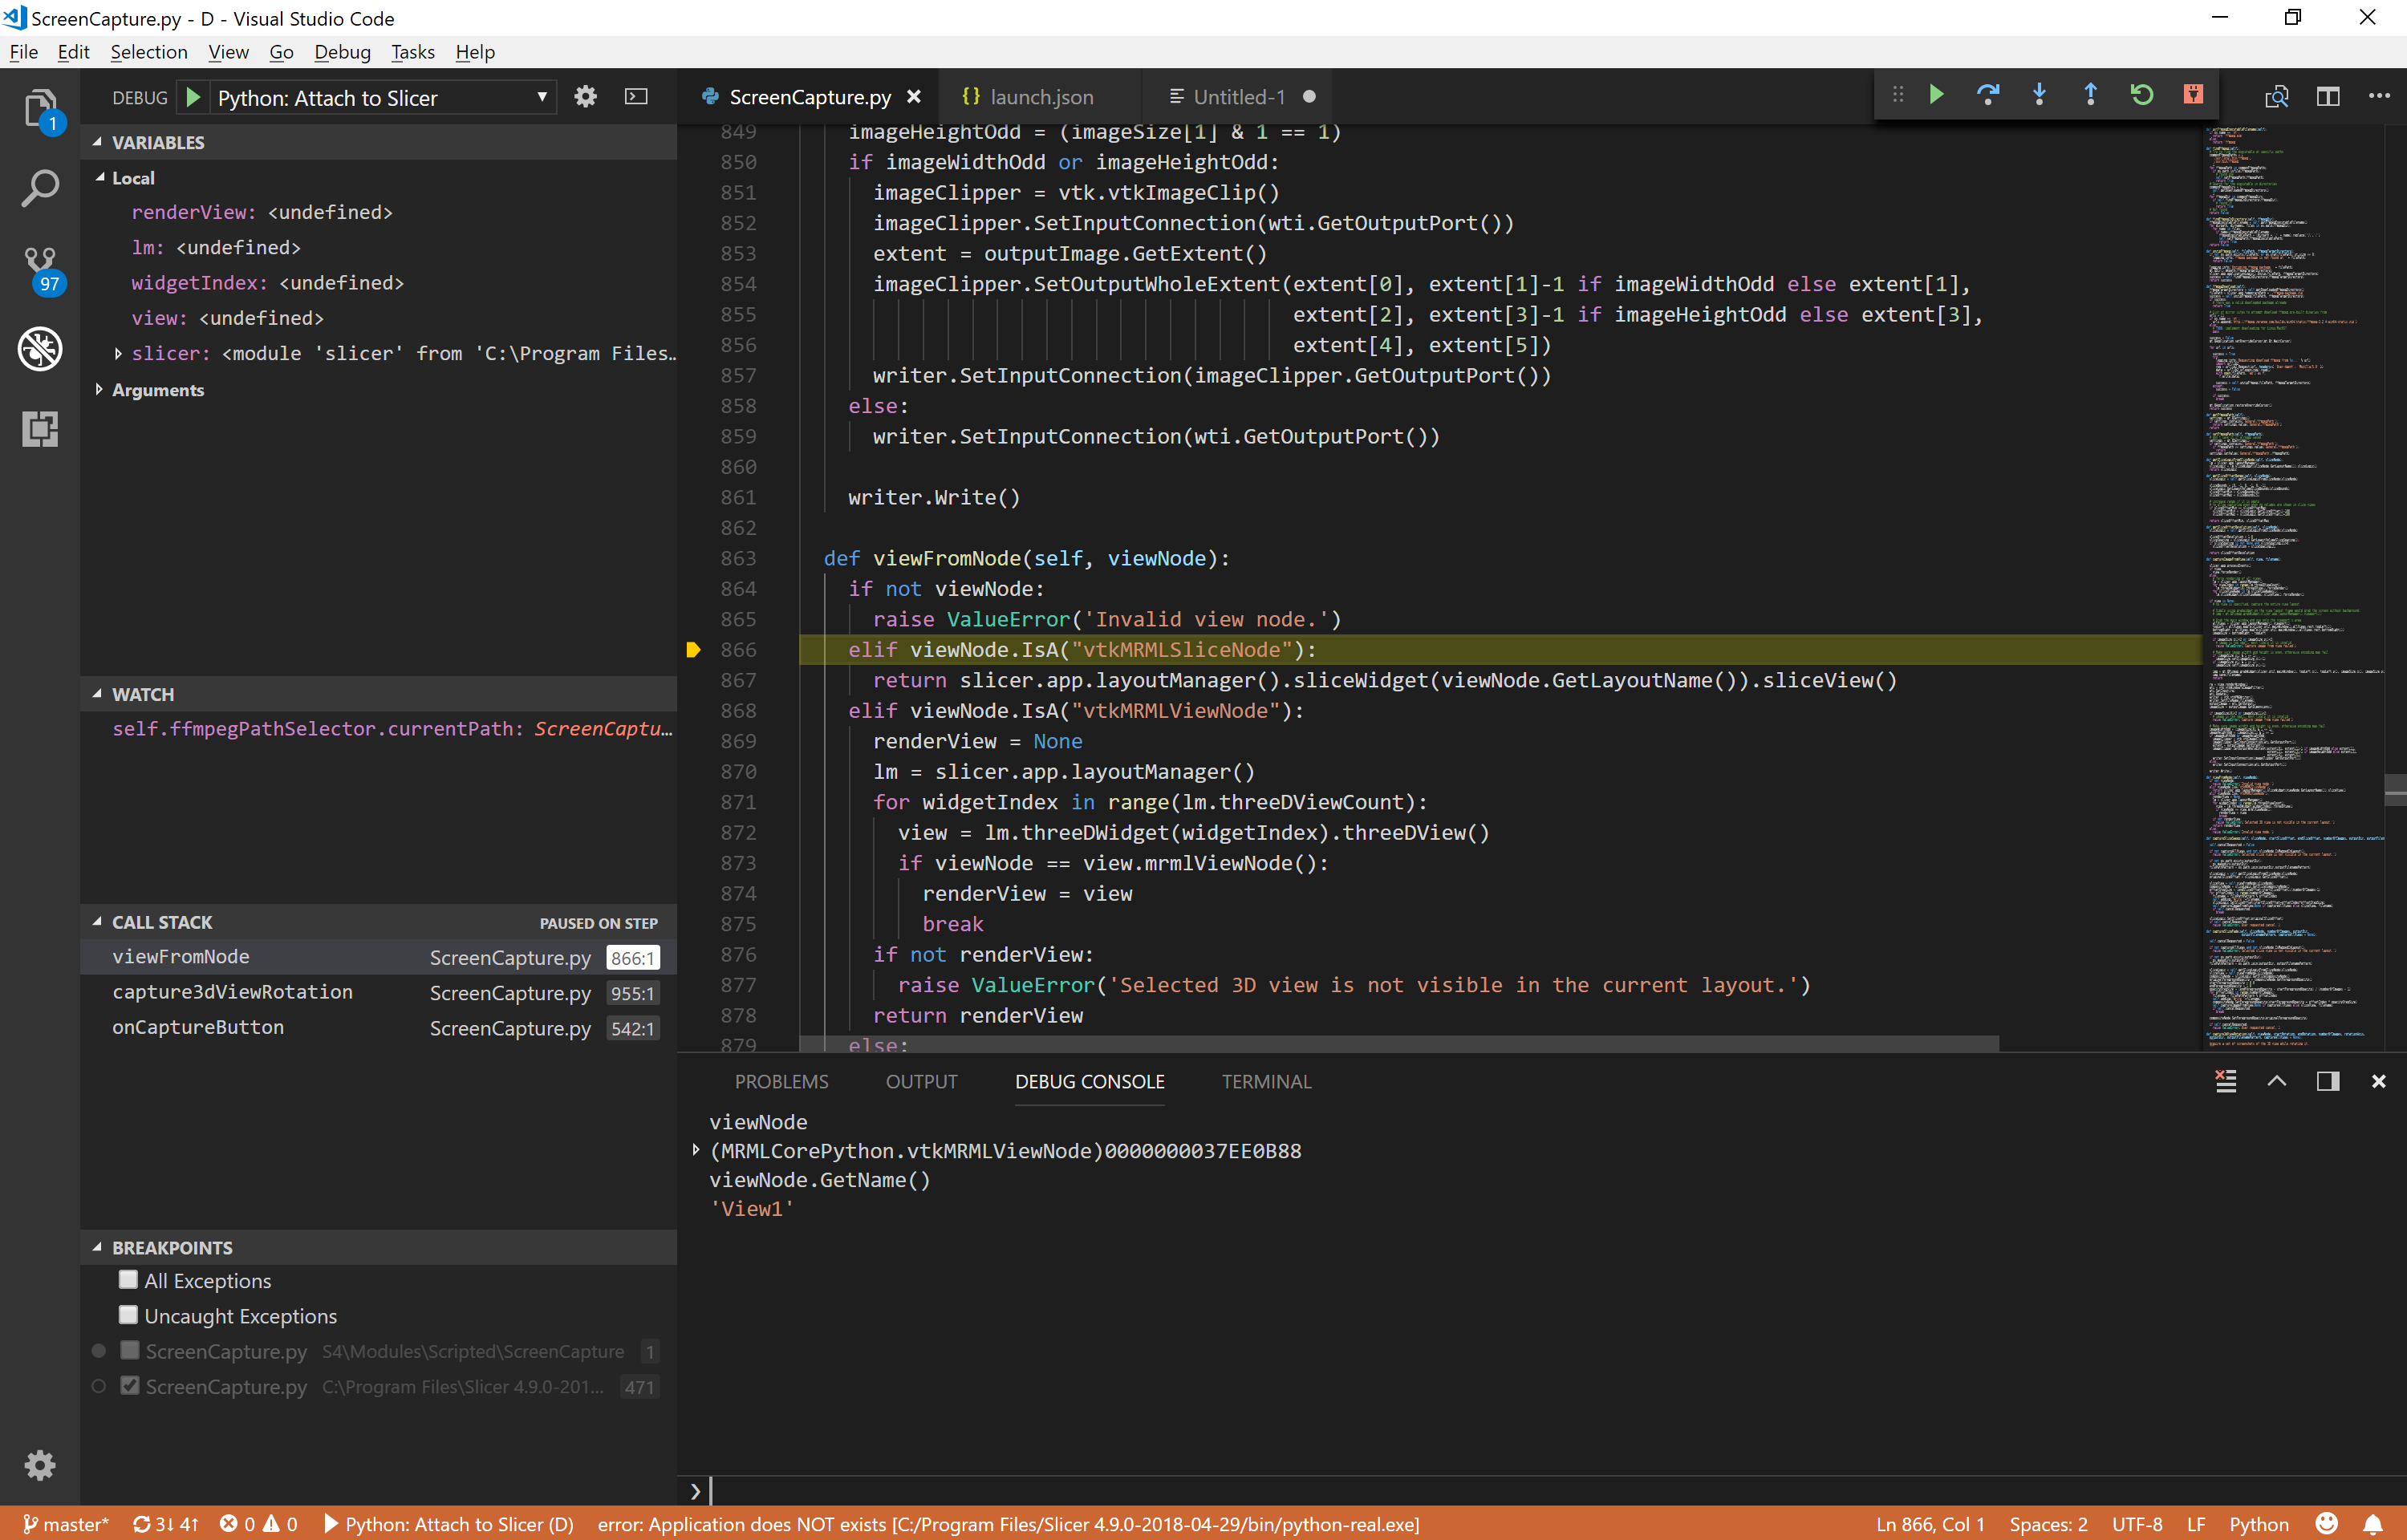 ScreenCapture.py - D - Visual Studio Code
File Edit Selection View Go Debug Tasks Help
1
97
DEBUG Python: Attach to Slicer
VARIABLES
Local
renderView: <undefined>
lm: <undefined>
widgetIndex: <undefined>
view: <undefined>
slicer: <module 'slicer' from 'C:\Program Files…
Arguments
WATCH
self.ffmpegPathSelector.currentPath: ScreenCaptu…
CALL STACK PAUSED ON STEP
viewFromNode ScreenCapture.py 866:1
capture3dViewRotation ScreenCapture.py 955:1
onCaptureButton ScreenCapture.py 542:1
BREAKPOINTS
All Exceptions
Uncaught Exceptions
ScreenCapture.py S4\Modules\Scripted\ScreenCapture 1
ScreenCapture.py C:\Program Files\Slicer 4.9.0-201... 471
ScreenCapture.py launch.json Untitled-1
849 imageHeightOdd = (imageSize[1] & 1 == 1)
850 if imageWidthOdd or imageHeightOdd:
851 imageClipper = vtk.vtkImageClip()
852 imageClipper.SetInputConnection(wti.GetOutputPort())
853 extent = outputImage.GetExtent()
854 imageClipper.SetOutputWholeExtent(extent[0], extent[1]-1 if imageWidthOdd else extent[1],
855 extent[2], extent[3]-1 if imageHeightOdd else extent[3],
856 extent[4], extent[5])
857 writer.SetInputConnection(imageClipper.GetOutputPort())
858 else:
859 writer.SetInputConnection(wti.GetOutputPort())
860
861 writer.Write()
862
863 def viewFromNode(self, viewNode):
864 if not viewNode:
865 raise ValueError('Invalid view node.')
866 elif viewNode.IsA("vtkMRMLSliceNode"):
867 return slicer.app.layoutManager().sliceWidget(viewNode.GetLayoutName()).sliceView()
868 elif viewNode.IsA("vtkMRMLViewNode"):
869 renderView = None
870 lm = slicer.app.layoutManager()
871 for widgetIndex in range(lm.threeDViewCount):
872 view = lm.threeDWidget(widgetIndex).threeDView()
873 if viewNode == view.mrmlViewNode():
874 renderView = view
875 break
876 if not renderView:
877 raise ValueError('Selected 3D view is not visible in the current layout.')
878 return renderView
879 else:
PROBLEMS OUTPUT DEBUG CONSOLE TERMINAL
viewNode
(MRMLCorePython.vtkMRMLViewNode)0000000037EE0B88
viewNode.GetName()
'View1'
master* 3↓ 4↑ 0 0 Python: Attach to Slicer (D) error: Application does NOT exists [C:/Program Files/Slicer 4.9.0-2018-04-29/bin/python-real.exe] Ln 866, Col 1 Spaces: 2 UTF-8 LF Python